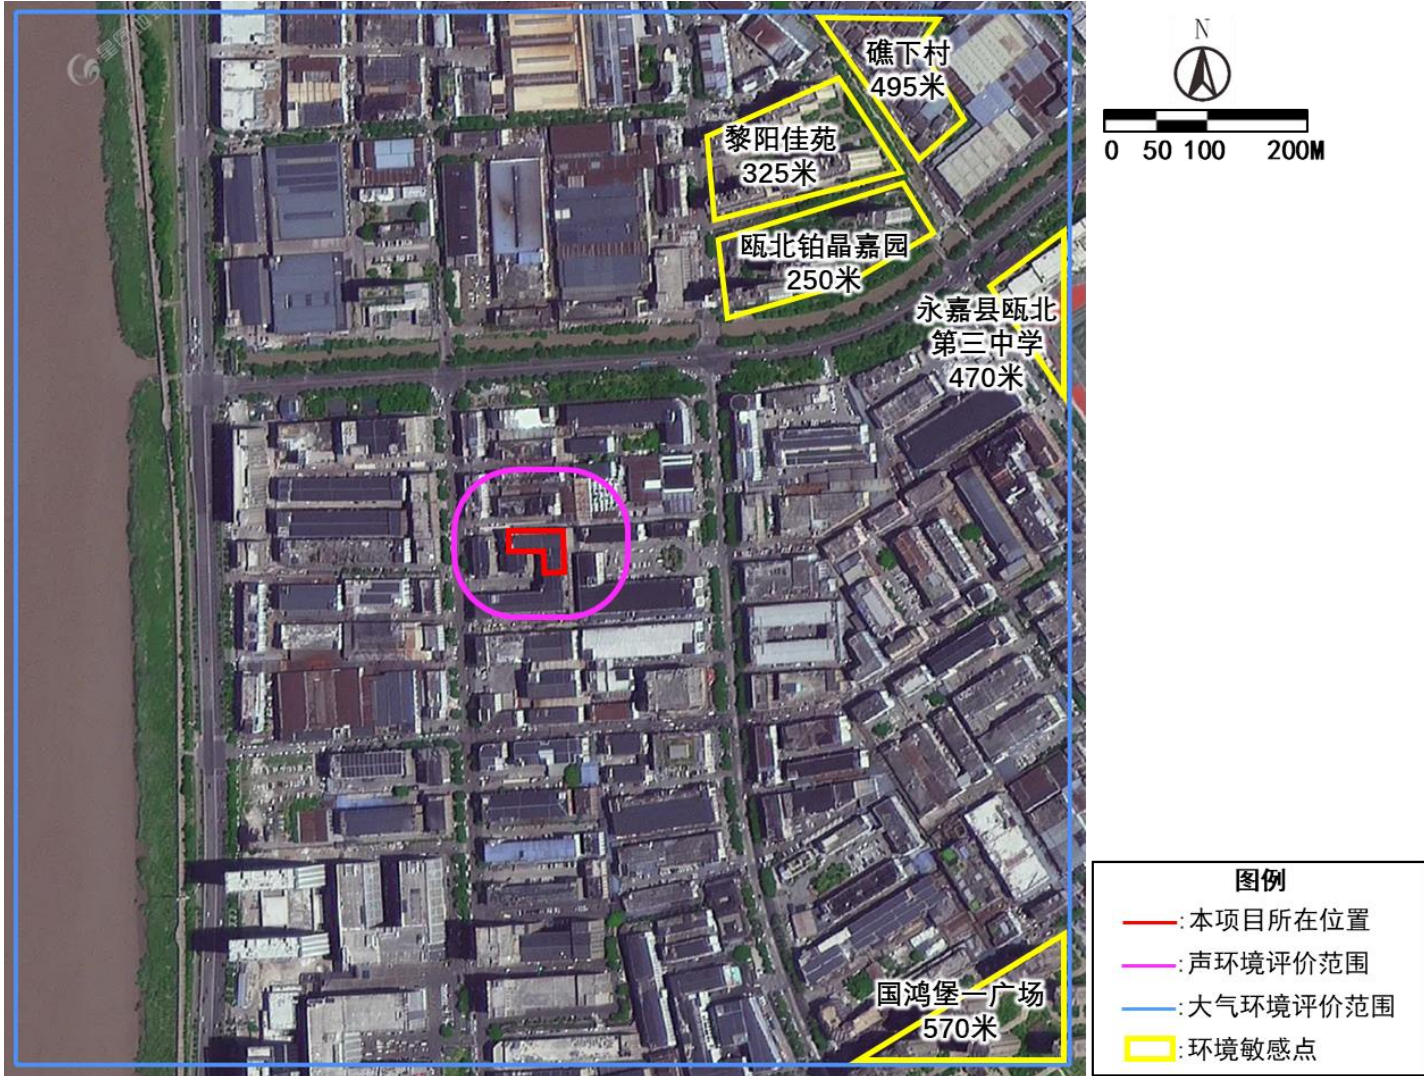 礁下村
495米
黎阳佳苑
325米
瓯北铂晶嘉园
250米
永嘉县瓯北
第三中学
470米
国鸿堡一广场
570米
N
0 50 100 200M
图例
:本项目所在位置
:声环境评价范围
:大气环境评价范围
:环境敏感点